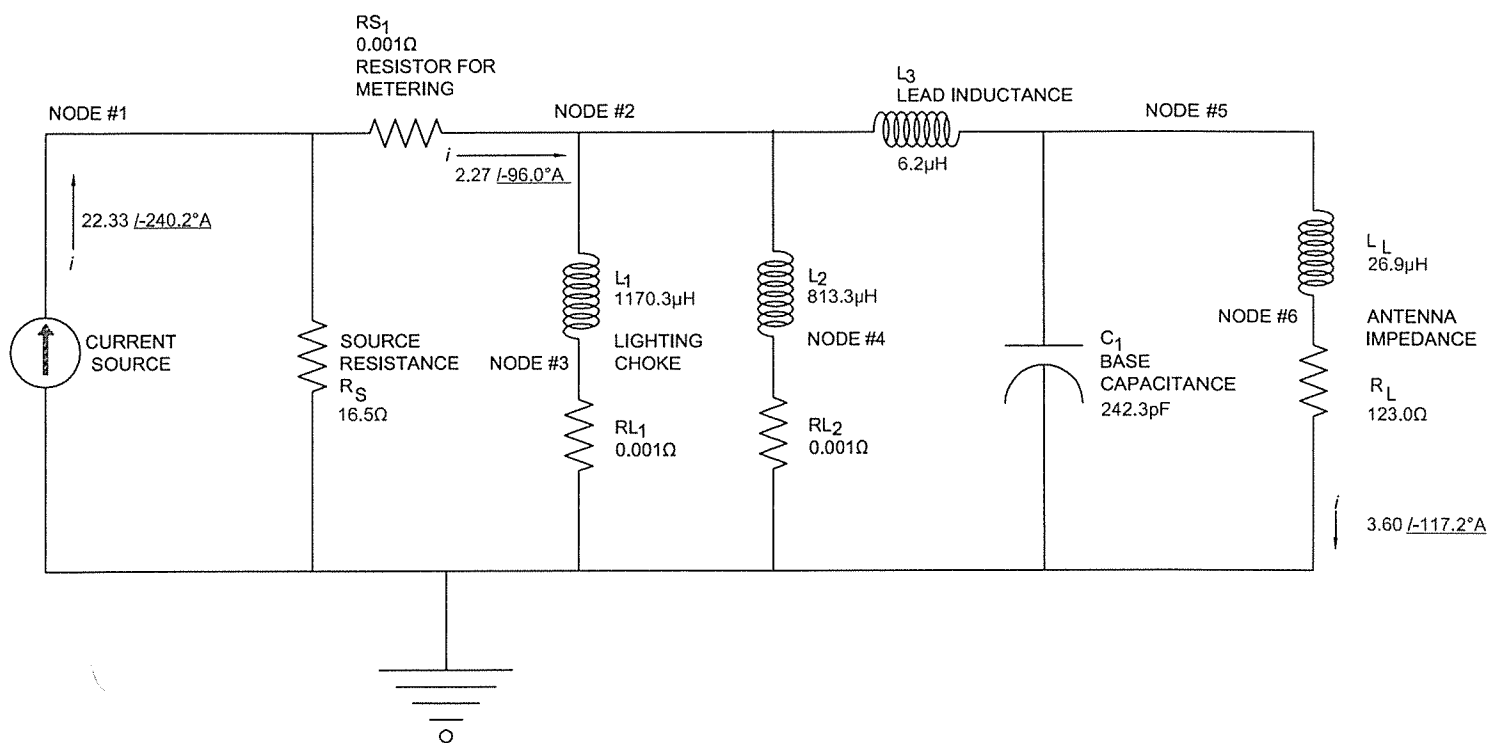 RS1
0.001Ω
RESISTOR FOR
METERING
NODE #1
NODE #2
L3
LEAD INDUCTANCE
6.2µH
NODE #5
i
2.27 /-96.0°A
22.33 /-240.2°A
i
CURRENT
SOURCE
SOURCE
RESISTANCE
RS
16.5Ω
L1
1170.3µH
LIGHTING
CHOKE
NODE #3
RL1
0.001Ω
L2
813.3µH
NODE #4
RL2
0.001Ω
C1
BASE
CAPACITANCE
242.3pF
LL
26.9µH
NODE #6
ANTENNA
IMPEDANCE
RL
123.0Ω
i
3.60 /-117.2°A